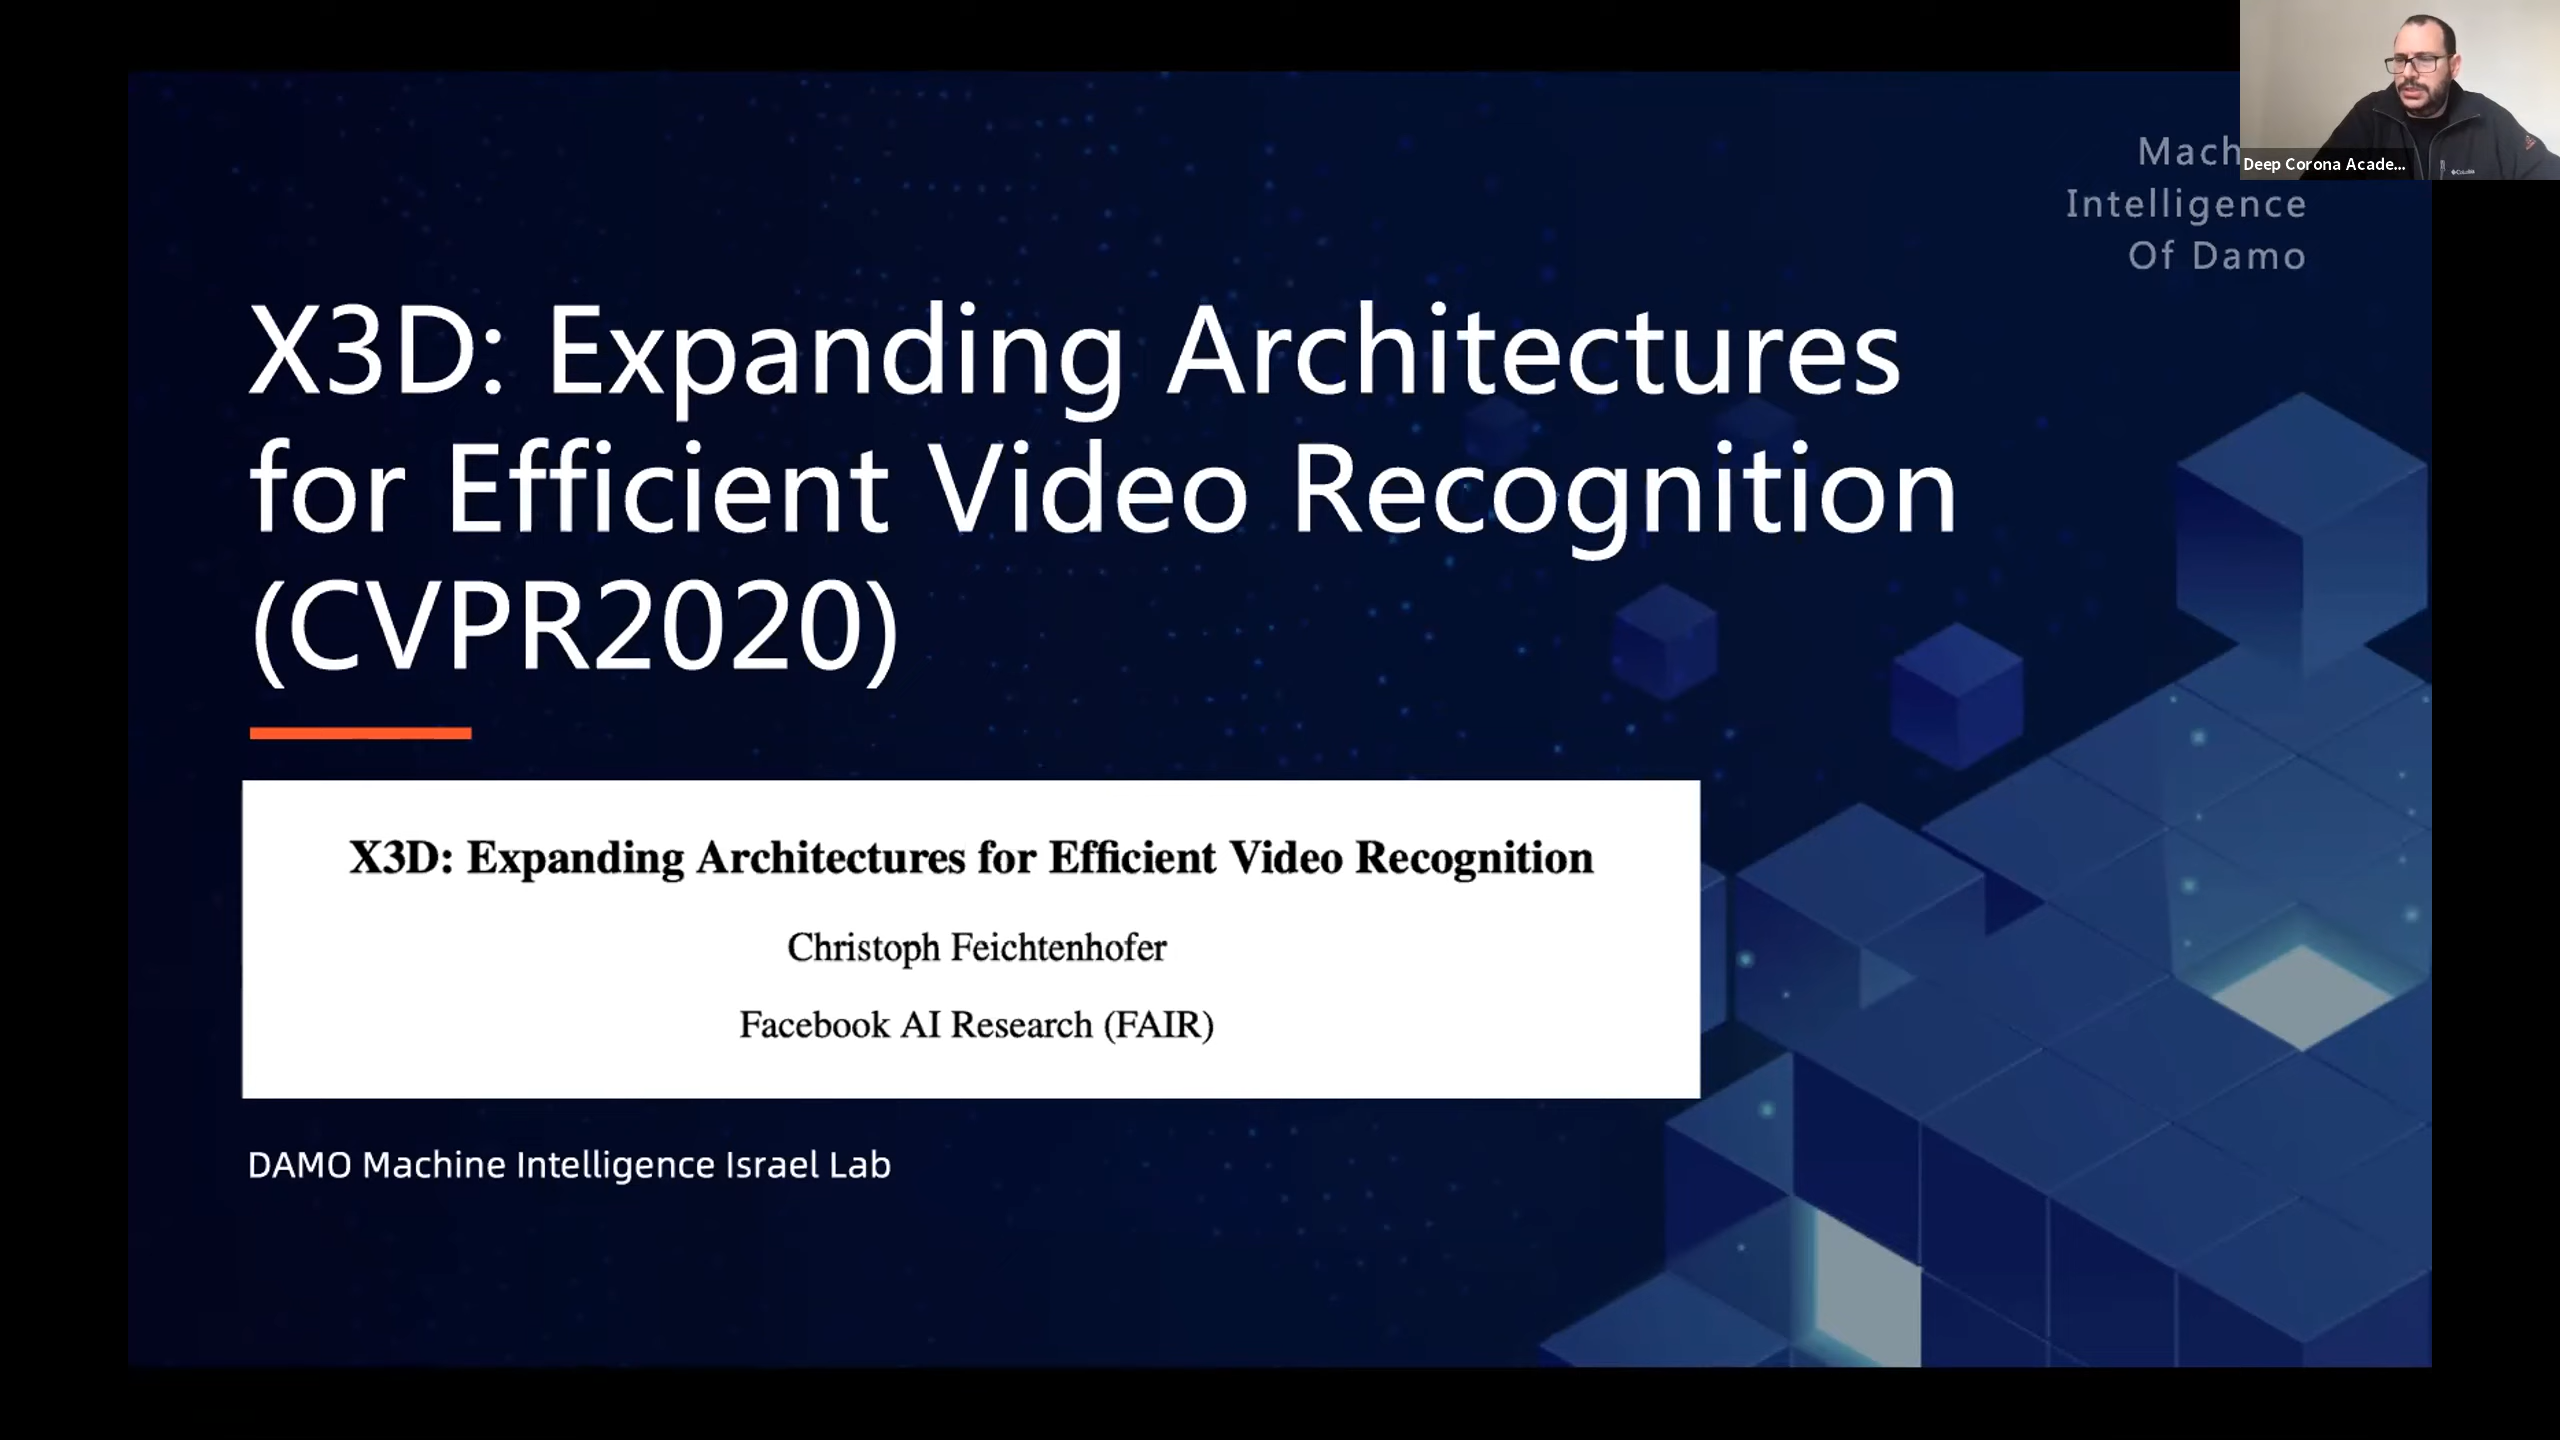 Mach
Intelligence
Of Damo
Deep Corona Acade...
X3D: Expanding Architectures
for Efficient Video Recognition
(CVPR2020)
X3D: Expanding Architectures for Efficient Video Recognition
Christoph Feichtenhofer
Facebook AI Research (FAIR)
DAMO Machine Intelligence Israel Lab
Columbia